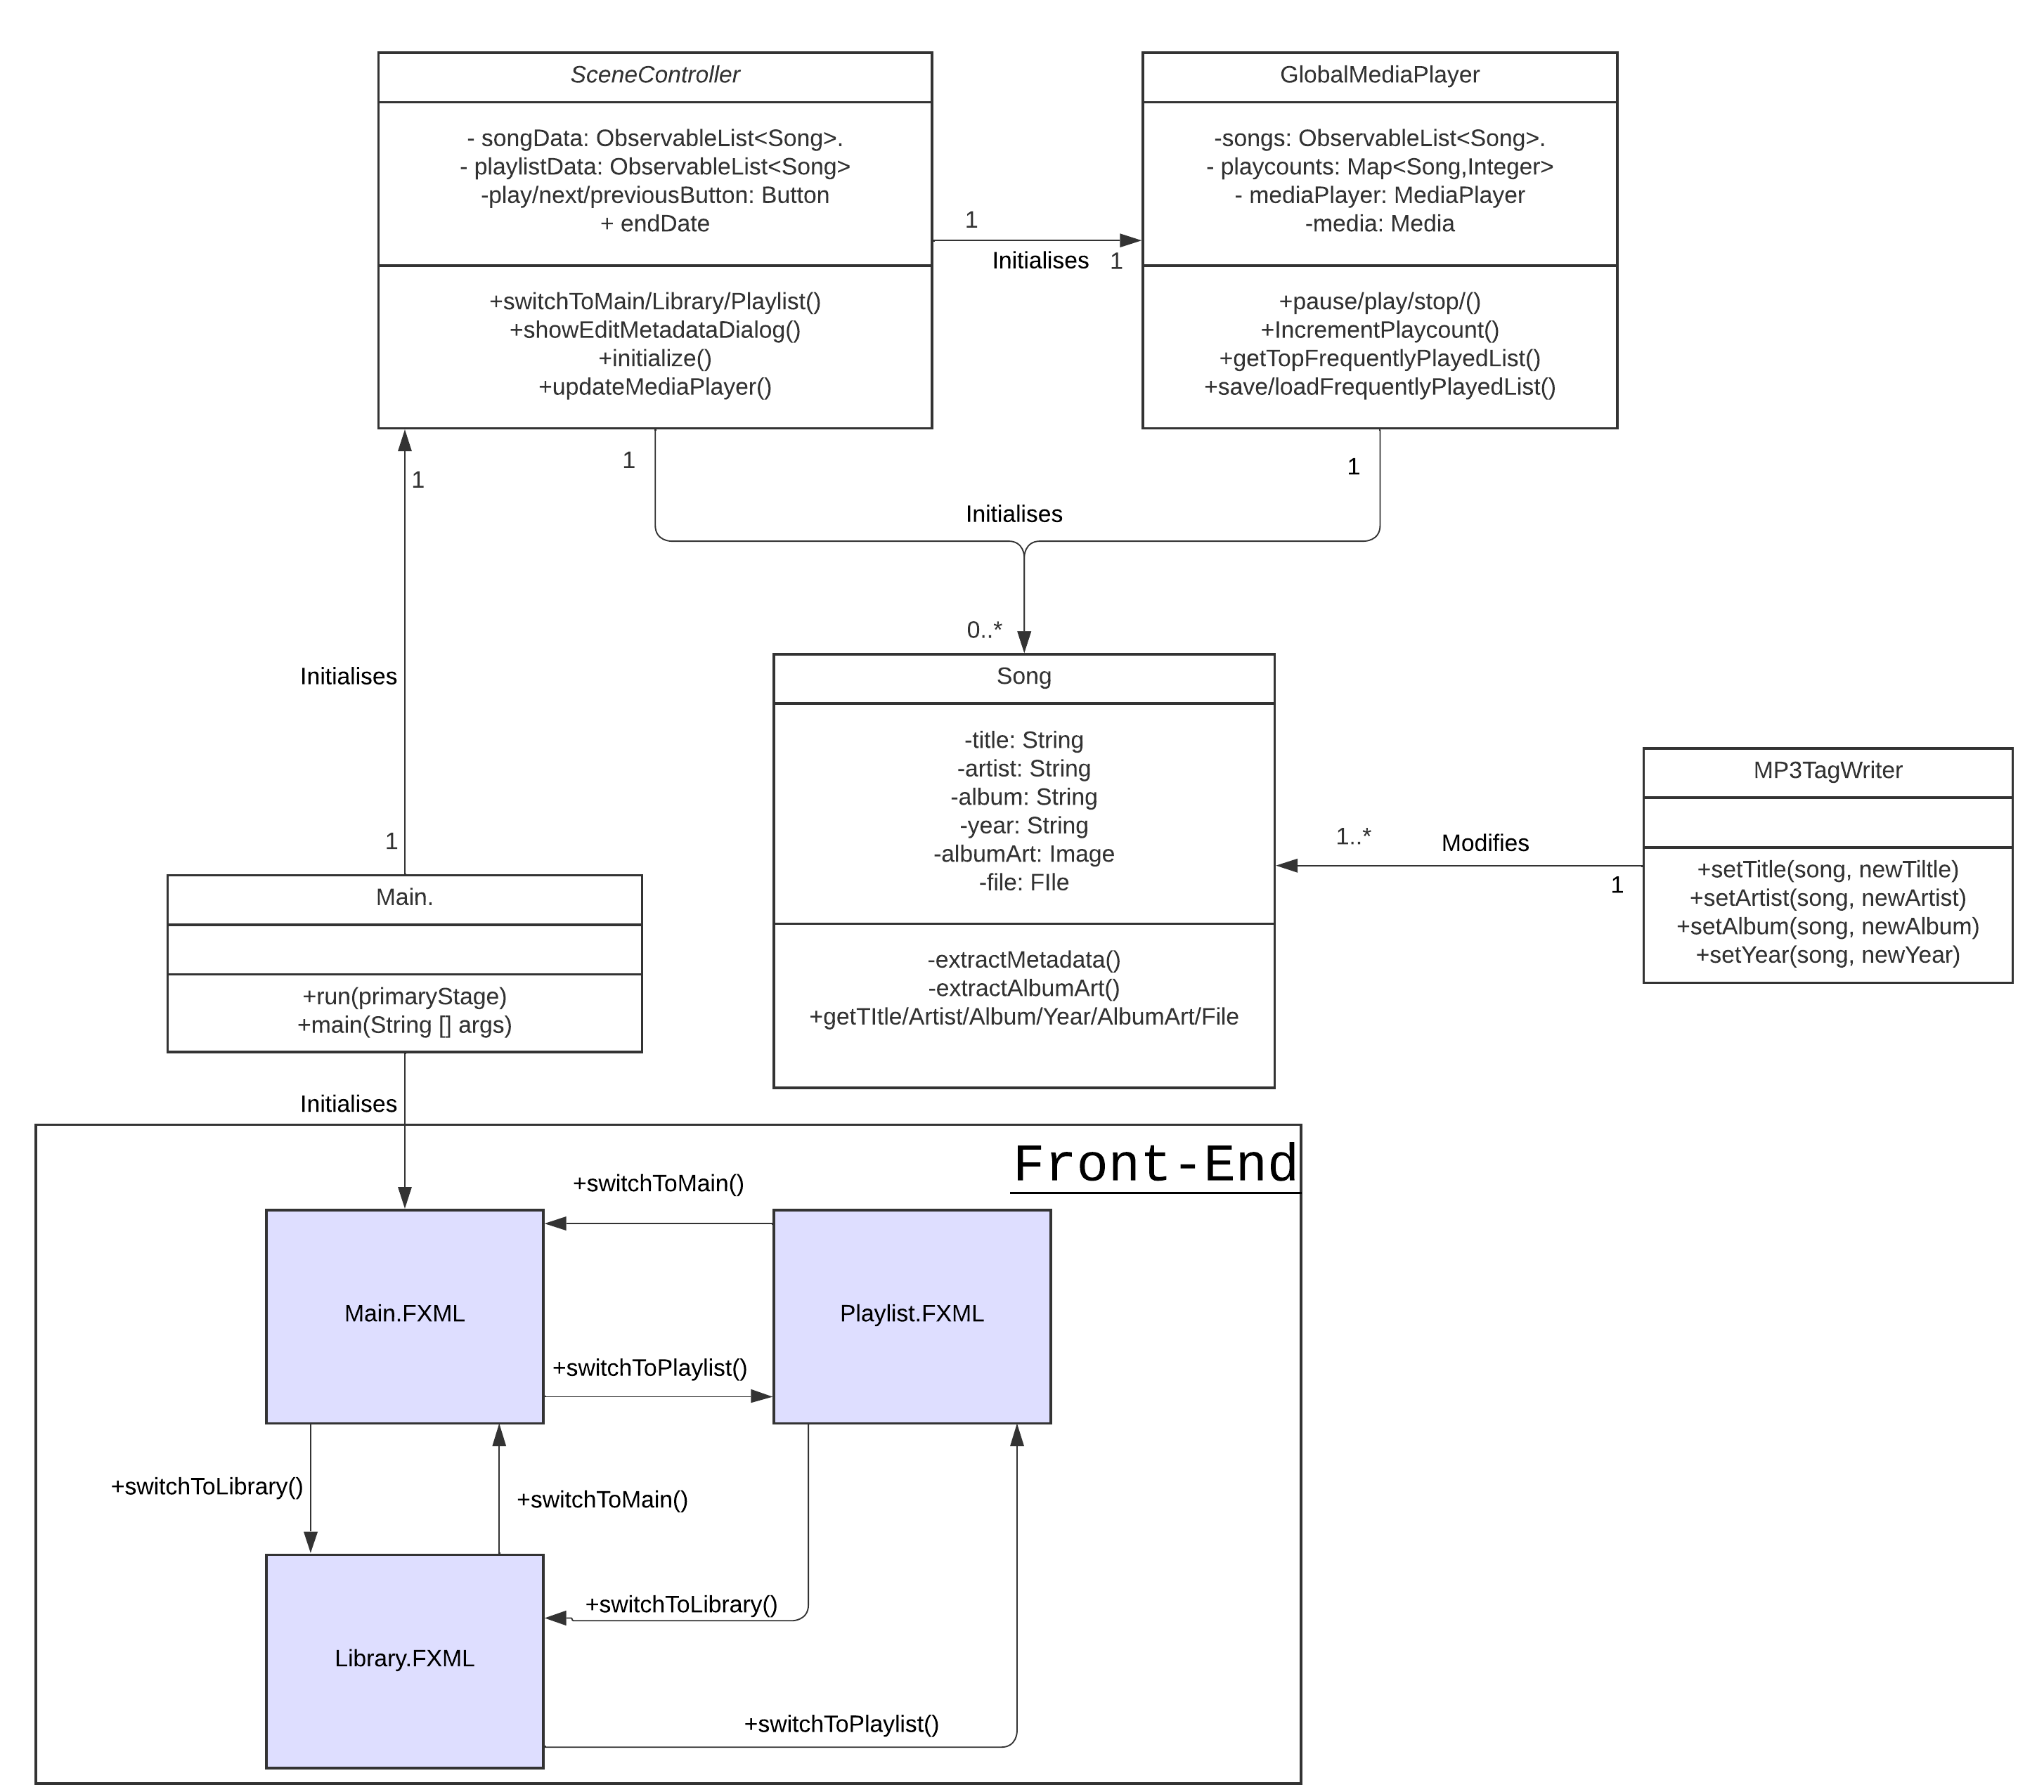 SceneController
- songData: ObservableList<Song>.
- playlistData: ObservableList<Song>
-play/next/previousButton: Button
+ endDate
+switchToMain/Library/Playlist()
+showEditMetadataDialog()
+initialize()
+updateMediaPlayer()
1
Initialises
1
GlobalMediaPlayer
-songs: ObservableList<Song>.
- playcounts: Map<Song,Integer>
- mediaPlayer: MediaPlayer
-media: Media
+pause/play/stop/()
+IncrementPlaycount()
+getTopFrequentlyPlayedList()
+save/loadFrequentlyPlayedList()
1
1
1
Initialises
0..*
Initialises
1
Song
-title: String
-artist: String
-album: String
-year: String
-albumArt: Image
-file: FIle
-extractMetadata()
-extractAlbumArt()
+getTItle/Artist/Album/Year/AlbumArt/File
1..*
Modifies
1
MP3TagWriter
+setTitle(song, newTiltle)
+setArtist(song, newArtist)
+setAlbum(song, newAlbum)
+setYear(song, newYear)
Main.
+run(primaryStage)
+main(String [] args)
Initialises
Front-End
+switchToMain()
Main.FXML
Playlist.FXML
+switchToPlaylist()
+switchToLibrary()
+switchToMain()
+switchToLibrary()
Library.FXML
+switchToPlaylist()